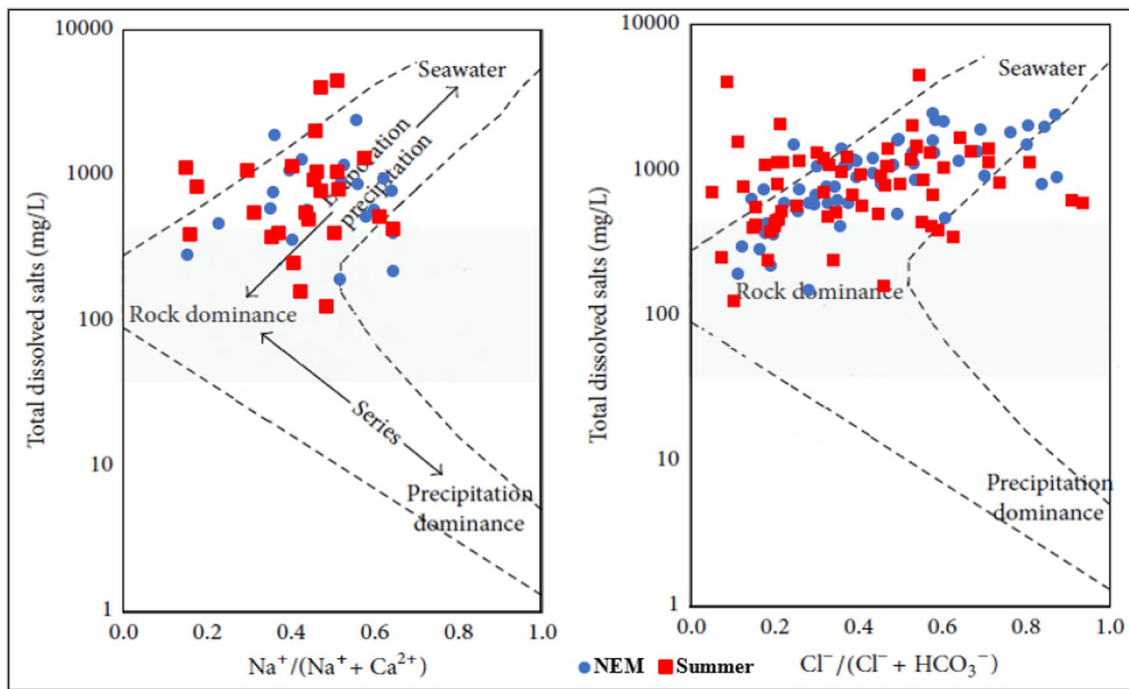 10000
1000
100
10
1
Total dissolved salts (mg/L)
Seawater
Evaporation
precipitation
Rock dominance
Series
Precipitation
dominance
0.0 0.2 0.4 0.6 0.8 1.0
Na⁺/(Na⁺ + Ca²⁺)
10000
1000
100
10
1
Total dissolved salts (mg/L)
Seawater
Rock dominance
Precipitation
dominance
0.0 0.2 0.4 0.6 0.8 1.0
NEM Summer
Cl⁻/(Cl⁻ + HCO₃⁻)